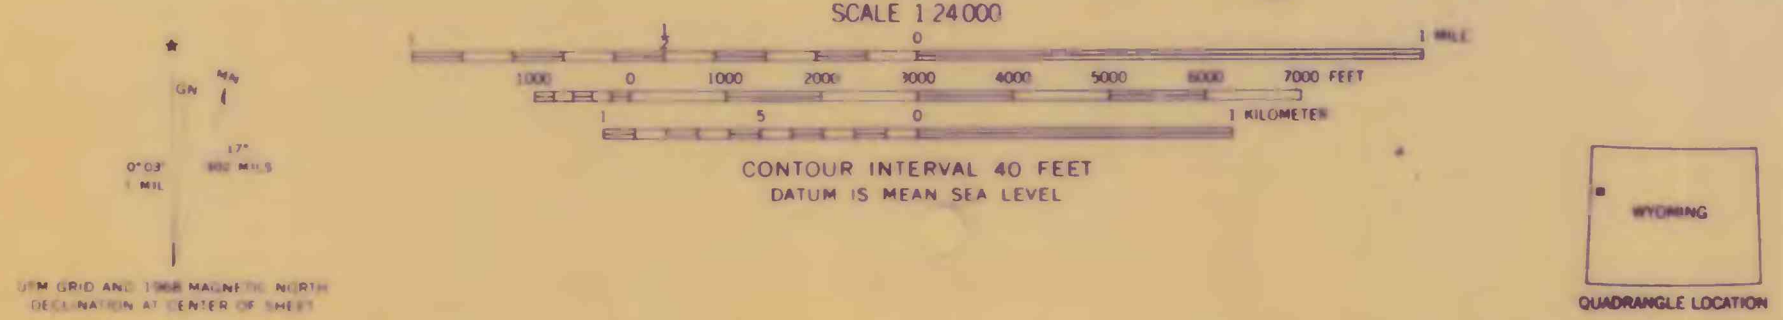 SCALE 1 24000
1 1/2 0 1 MILE
1000 0 1000 2000 3000 4000 5000 6000 7000 FEET
1 5 0 1 KILOMETER
CONTOUR INTERVAL 40 FEET
DATUM IS MEAN SEA LEVEL
MN
GN
17°
0°03'
302 MILS
1 MIL
UTM GRID AND 1968 MAGNETIC NORTH
DECLINATION AT CENTER OF SHEET
WYOMING
QUADRANGLE LOCATION